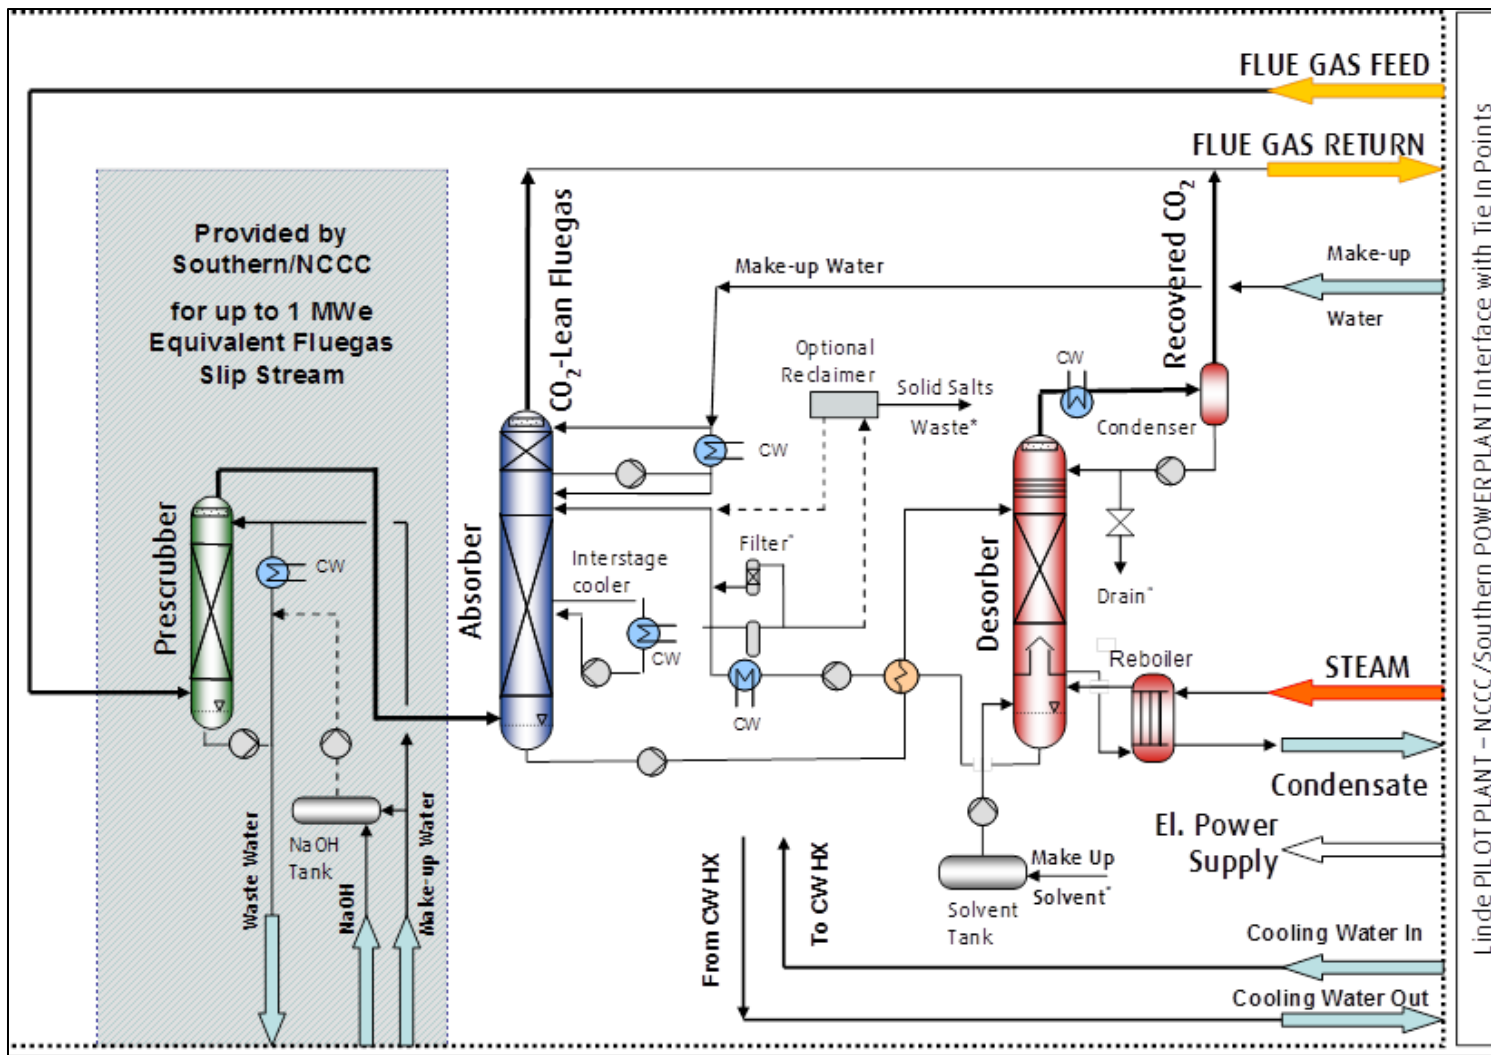 FLUE GAS FEED
FLUE GAS RETURN
Provided by
Southern/NCCC
for up to 1 MWe
Equivalent Fluegas
Slip Stream
CO2-Lean Fluegas
Make-up Water
Recovered CO2
Make-up
Water
Optional
Reclaimer
Solid Salts
Waste*
CW
Condenser
CW
Prescrubber
CW
Absorber
Interstage
cooler
CW
Filter*
CW
Desorber
Drain*
Reboiler
STEAM
Condensate
NaOH
Tank
Waste Water
NaOH
Make-up Water
From CW HX
To CW HX
Make Up
Solvent*
Solvent
Tank
El. Power
Supply
Cooling Water In
Cooling Water Out
Linde PILOT PLANT – NCCC/Southern POWER PLANT Interface with Tie In Points